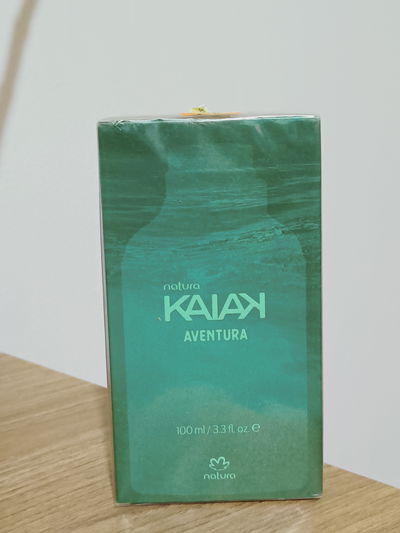 natura
KAIAK
AVENTURA
100 ml / 3.3 fl. oz. ℮
natura